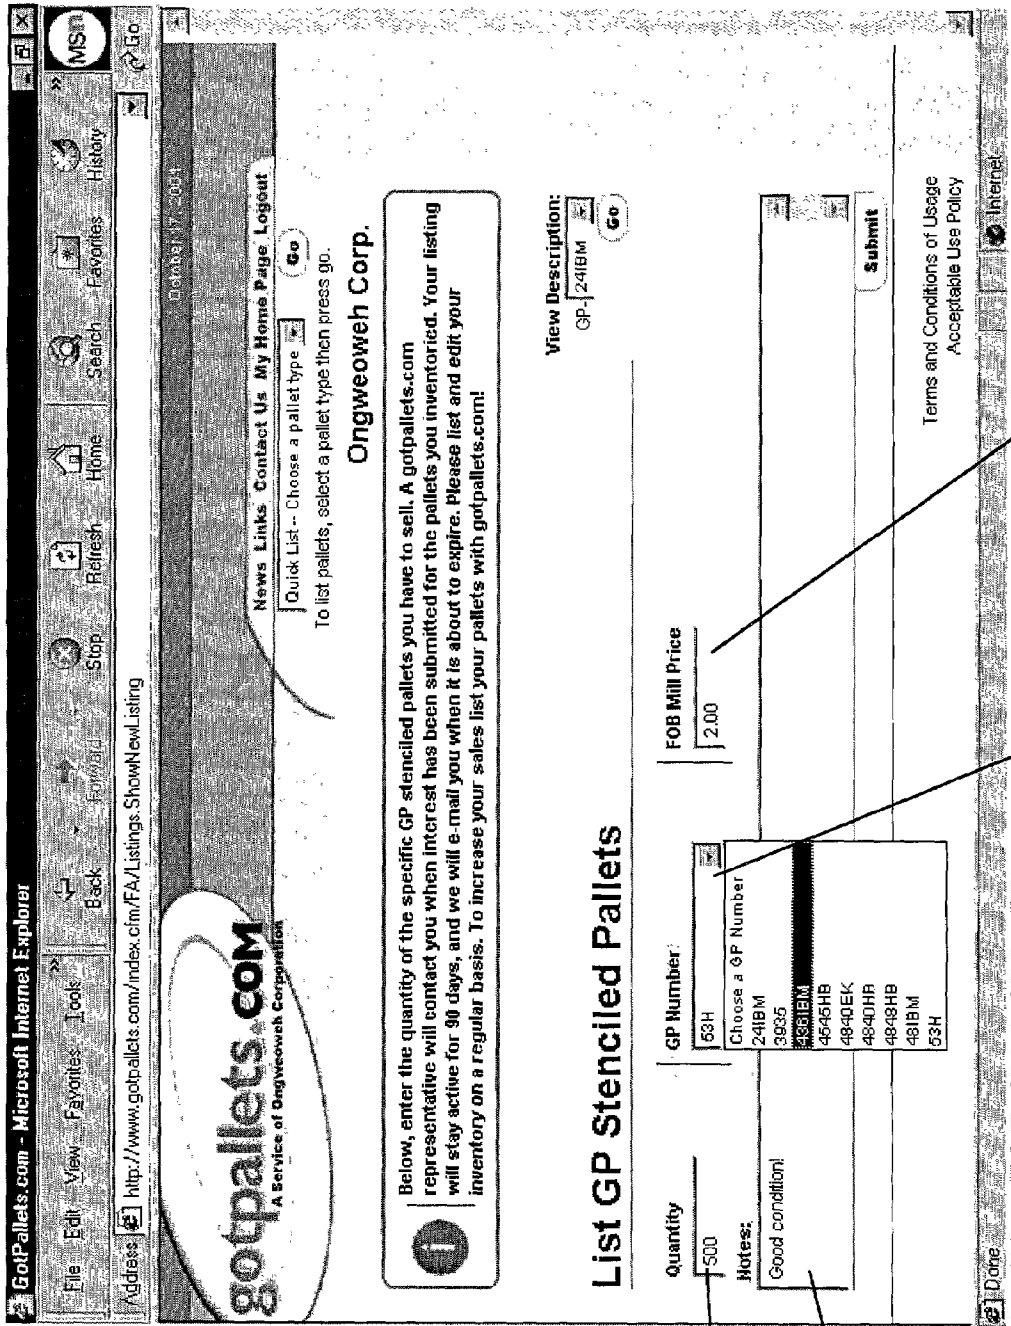 GotPallets.com - Microsoft Internet Explorer
File Edit View Favorites Tools »
Back Forward Stop Refresh Home Search Favorites History »
MSN
Address http://www.gotpallets.com/index.cfm/FA/Listings.ShowNewListing Go
October 17, 2001
gotpallets.COM
A Service of Ongweoweh Corporation
News Links Contact Us My Home Page Logout
Quick List -- Choose a pallet type Go
To list pallets, select a pallet type then press go.
Ongweoweh Corp.
i
Below, enter the quantity of the specific GP stenciled pallets you have to sell. A gotpallets.com
representative will contact you when interest has been submitted for the pallets you inventoried. Your listing
will stay active for 90 days, and we will e-mail you when it is about to expire. Please list and edit your
inventory on a regular basis. To increase your sales list your pallets with gotpallets.com!
View Description:
GP- 24IBM
Go
List GP Stenciled Pallets
Quantity GP Number: FOB Mill Price
500 53H 2.00
Notes:
Good condition!
Choose a GP Number
24IBM
3935
4361BM
4545HB
4840EK
4840HB
4848HB
48IBM
53H
Submit
Terms and Conditions of Usage
Acceptable Use Policy
Done Internet